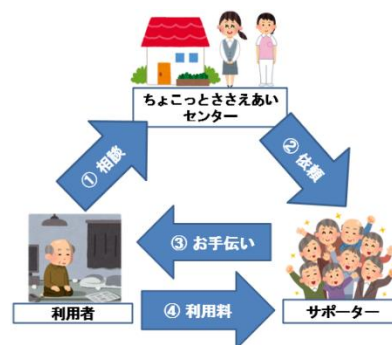 ちょこっとささえあい
センター
① 相談
② 依頼
③ お手伝い
利用者
④ 利用料
サポーター